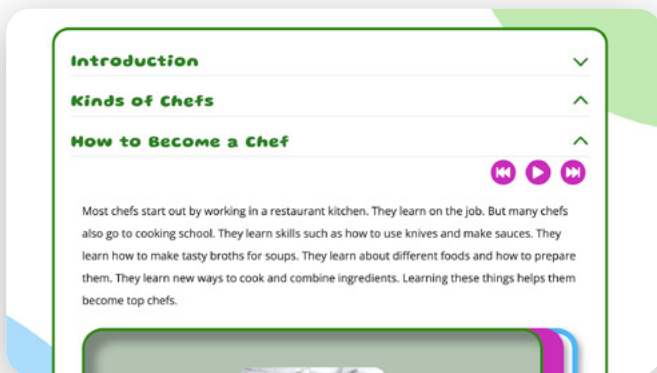 Introduction
Kinds of Chefs
How to Become a Chef
Most chefs start out by working in a restaurant kitchen. They learn on the job. But many chefs
also go to cooking school. They learn skills such as how to use knives and make sauces. They
learn how to make tasty broths for soups. They learn about different foods and how to prepare
them. They learn new ways to cook and combine ingredients. Learning these things helps them
become top chefs.